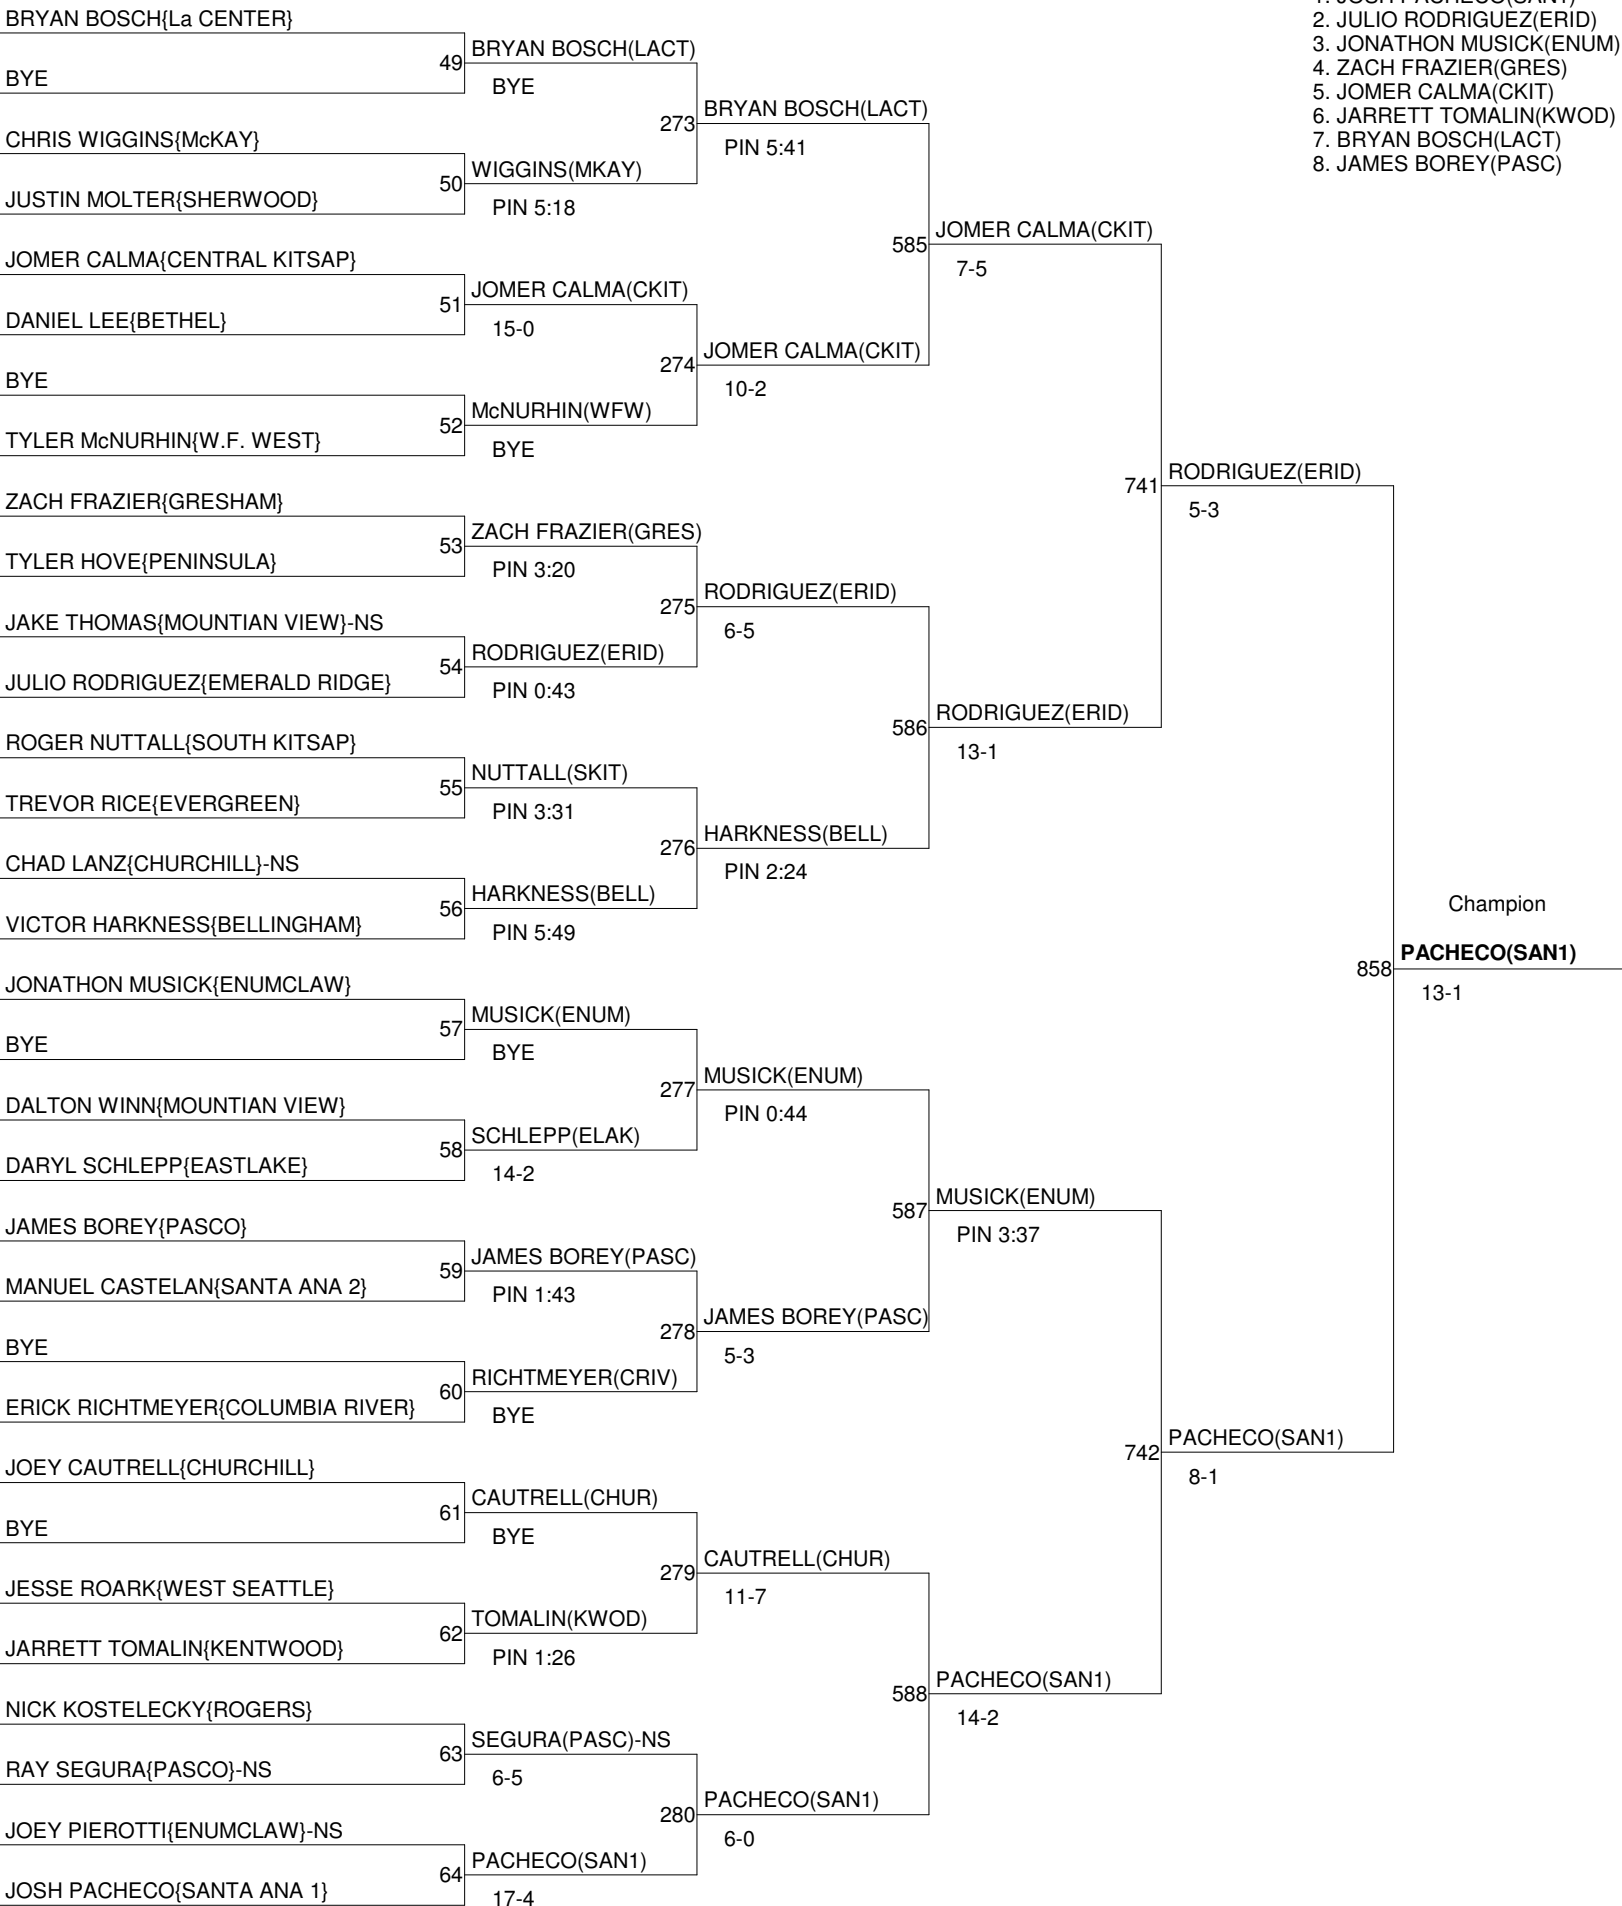 1. JOSH PACHECO(SAN1)
2. JULIO RODRIGUEZ(ERID)
3. JONATHON MUSICK(ENUM)
4. ZACH FRAZIER(GRES)
5. JOMER CALMA(CKIT)
6. JARRETT TOMALIN(KWOD)
7. BRYAN BOSCH(LACT)
8. JAMES BOREY(PASC)
BRYAN BOSCH{La CENTER}
BYE
CHRIS WIGGINS{McKAY}
JUSTIN MOLTER{SHERWOOD}
JOMER CALMA{CENTRAL KITSAP}
DANIEL LEE{BETHEL}
BYE
TYLER McNURHIN{W.F. WEST}
ZACH FRAZIER{GRESHAM}
TYLER HOVE{PENINSULA}
JAKE THOMAS{MOUNTIAN VIEW}-NS
JULIO RODRIGUEZ{EMERALD RIDGE}
ROGER NUTTALL{SOUTH KITSAP}
TREVOR RICE{EVERGREEN}
CHAD LANZ{CHURCHILL}-NS
VICTOR HARKNESS{BELLINGHAM}
JONATHON MUSICK{ENUMCLAW}
BYE
DALTON WINN{MOUNTIAN VIEW}
DARYL SCHLEPP{EASTLAKE}
JAMES BOREY{PASCO}
MANUEL CASTELAN{SANTA ANA 2}
BYE
ERICK RICHTMEYER{COLUMBIA RIVER}
JOEY CAUTRELL{CHURCHILL}
BYE
JESSE ROARK{WEST SEATTLE}
JARRETT TOMALIN{KENTWOOD}
NICK KOSTELECKY{ROGERS}
RAY SEGURA{PASCO}-NS
JOEY PIEROTTI{ENUMCLAW}-NS
JOSH PACHECO{SANTA ANA 1}
49 BRYAN BOSCH(LACT)
BYE
50 WIGGINS(MKAY)
PIN 5:18
51 JOMER CALMA(CKIT)
15-0
52 McNURHIN(WFW)
BYE
53 ZACH FRAZIER(GRES)
PIN 3:20
54 RODRIGUEZ(ERID)
PIN 0:43
55 NUTTALL(SKIT)
PIN 3:31
56 HARKNESS(BELL)
PIN 5:49
57 MUSICK(ENUM)
BYE
58 SCHLEPP(ELAK)
14-2
59 JAMES BOREY(PASC)
PIN 1:43
60 RICHTMEYER(CRIV)
BYE
61 CAUTRELL(CHUR)
BYE
62 TOMALIN(KWOD)
PIN 1:26
63 SEGURA(PASC)-NS
6-5
64 PACHECO(SAN1)
17-4
273 BRYAN BOSCH(LACT)
PIN 5:41
274 JOMER CALMA(CKIT)
10-2
275 RODRIGUEZ(ERID)
6-5
276 HARKNESS(BELL)
PIN 2:24
277 MUSICK(ENUM)
PIN 0:44
278 JAMES BOREY(PASC)
5-3
279 CAUTRELL(CHUR)
11-7
280 PACHECO(SAN1)
6-0
585 JOMER CALMA(CKIT)
7-5
586 RODRIGUEZ(ERID)
13-1
587 MUSICK(ENUM)
PIN 3:37
588 PACHECO(SAN1)
14-2
741 RODRIGUEZ(ERID)
5-3
742 PACHECO(SAN1)
8-1
Champion
858 PACHECO(SAN1)
13-1